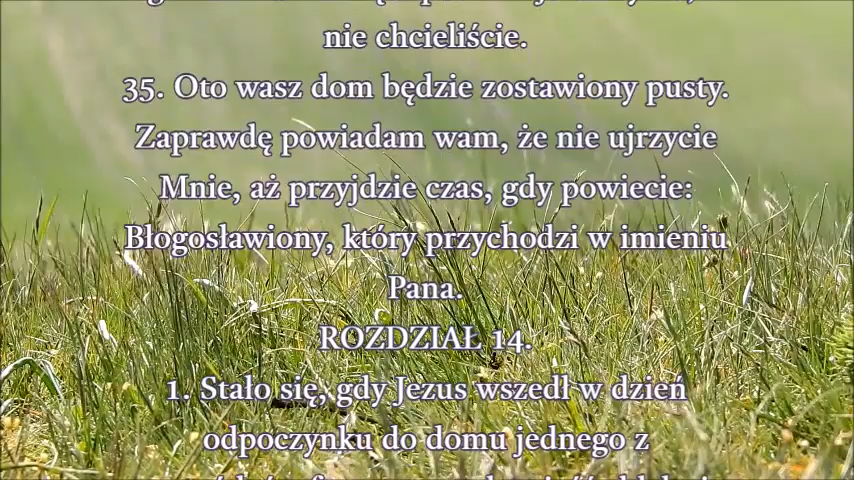 nie chcieliście.
35. Oto wasz dom będzie zostawiony pusty.
Zaprawdę powiadam wam, że nie ujrzycie
Mnie, aż przyjdzie czas, gdy powiecie:
Błogosławiony, który przychodzi w imieniu
Pana.
ROZDZIAŁ 14.
1. Stało się, gdy Jezus wszedł w dzień
odpoczynku do domu jednego z